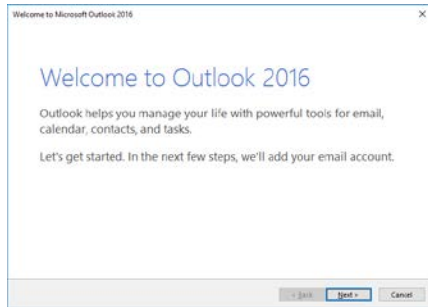 Welcome to Microsoft Outlook 2016
Welcome to Outlook 2016
Outlook helps you manage your life with powerful tools for email,
calendar, contacts, and tasks.
Let's get started. In the next few steps, we'll add your email account.
< Back Next > Cancel